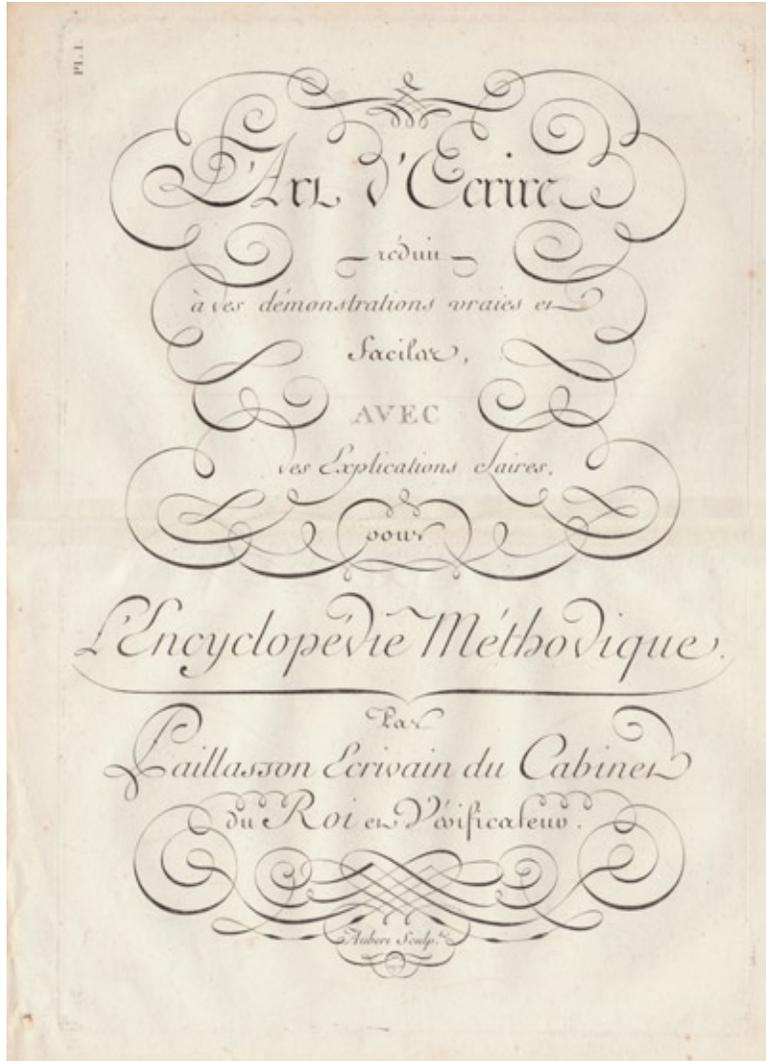 Pl. I.
L'Art d'Ecrire
réduit
à des démonstrations vraies et
faciles,
AVEC
des Explications claires,
pour
L'Encyclopédie Méthodique.
Par
Paillasson Ecrivain du Cabinet
du Roi et Vérificateur.
Aubert Sculp.